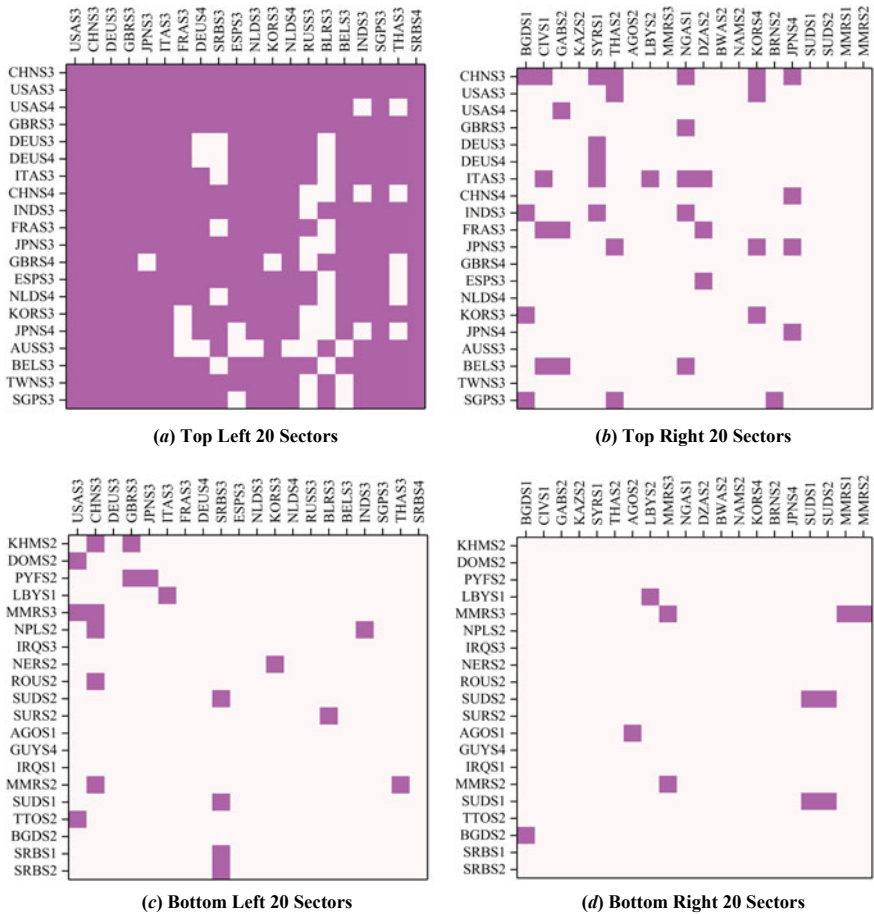 USAS3 CHNS3 DEUS3 GBRS3 JPNS3 ITAS3 FRAS3 DEUS4 SRBS3 ESPS3 NLDS3 KORS3 NLDS4 RUSS3 BLRS3 BELS3 INDS3 SGPS3 THAS3 SRBS4
CHNS3
USAS3
USAS4
GBRS3
DEUS3
DEUS4
ITAS3
CHNS4
INDS3
FRAS3
JPNS3
GBRS4
ESPS3
NLDS4
KORS3
JPNS4
AUSS3
BELS3
TWNS3
SGPS3
(a) Top Left 20 Sectors
BGDS1 CIVS1 GABS2 KAZS2 SYRS1 THAS2 AGOS2 LBYS2 MMRS3 NGAS1 DZAS2 BWAS2 NAMS2 KORS4 BRNS2 JPNS4 SUDS1 SUDS2 MMRS1 MMRS2
CHNS3
USAS3
USAS4
GBRS3
DEUS3
DEUS4
ITAS3
CHNS4
INDS3
FRAS3
JPNS3
GBRS4
ESPS3
NLDS4
KORS3
JPNS4
AUSS3
BELS3
TWNS3
SGPS3
(b) Top Right 20 Sectors
USAS3 CHNS3 DEUS3 GBRS3 JPNS3 ITAS3 FRAS3 DEUS4 SRBS3 ESPS3 NLDS3 KORS3 NLDS4 RUSS3 BLRS3 BELS3 INDS3 SGPS3 THAS3 SRBS4
KHMS2
DOMS2
PYFS2
LBYS1
MMRS3
NPLS2
IRQS3
NERS2
ROUS2
SUDS2
SURS2
AGOS1
GUYS4
IRQS1
MMRS2
SUDS1
TTOS2
BGDS2
SRBS1
SRBS2
(c) Bottom Left 20 Sectors
BGDS1 CIVS1 GABS2 KAZS2 SYRS1 THAS2 AGOS2 LBYS2 MMRS3 NGAS1 DZAS2 BWAS2 NAMS2 KORS4 BRNS2 JPNS4 SUDS1 SUDS2 MMRS1 MMRS2
KHMS2
DOMS2
PYFS2
LBYS1
MMRS3
NPLS2
IRQS3
NERS2
ROUS2
SUDS2
SURS2
AGOS1
GUYS4
IRQS1
MMRS2
SUDS1
TTOS2
BGDS2
SRBS1
SRBS2
(d) Bottom Right 20 Sectors